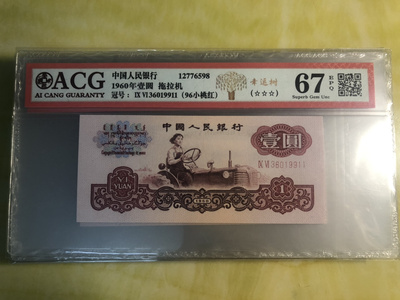 ACG
AI CANG GUARANTY
中国人民银行 12776598
1960年壹圆 拖拉机
冠号：IX VI 36019911 (96小桃红)
幸运树
(☆☆☆)
67 EPQ
Superb Gem Unc
中国人民银行
壹圆
IX VI 36019911
YUAN
1
1960